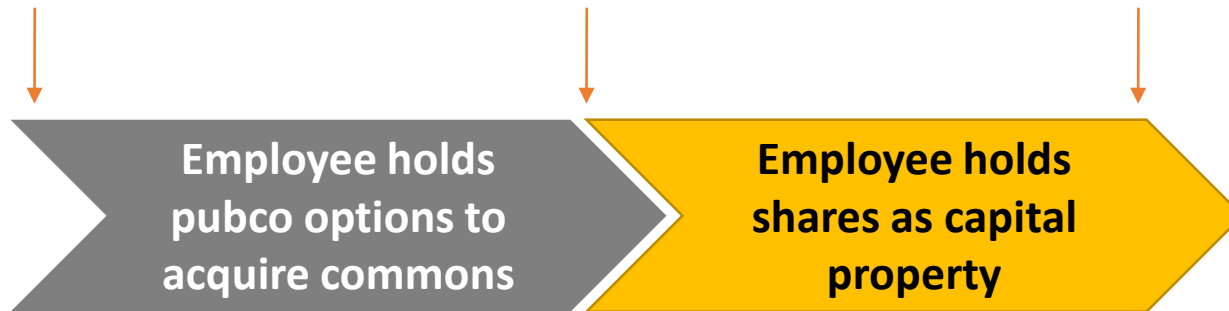 Employee holds
pubco options to
acquire commons
Employee holds
shares as capital
property